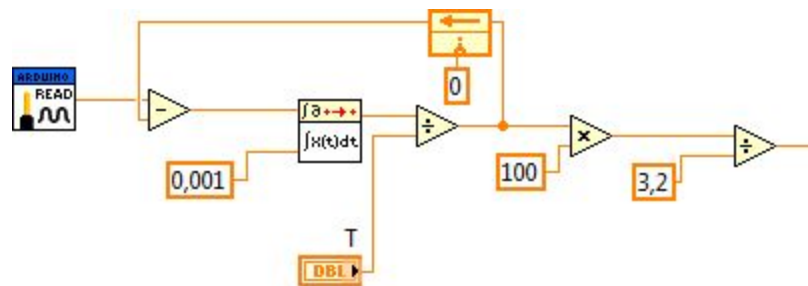 0
ARDUINO
READ
∫x(t)dt
0,001
100
3,2
T
DBL